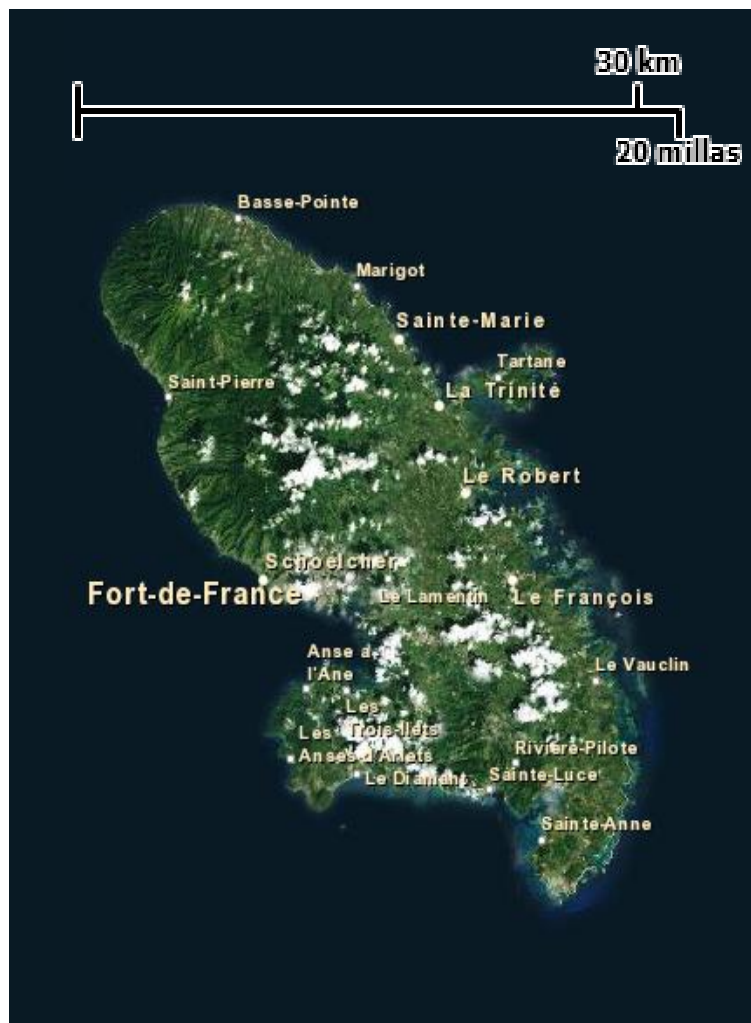 30 km
20 millas
Basse-Pointe
Marigot
Sainte-Marie
Tartane
Saint-Pierre
La Trinité
Le Robert
Schoelcher
Fort-de-France
Le Lamentin
Le François
Anse a
l'Ane
Le Vauclin
Les
Trois-Ilets
Les
Anses-d'Arlets
Rivière-Pilote
Le Diamant
Sainte-Luce
Sainte-Anne